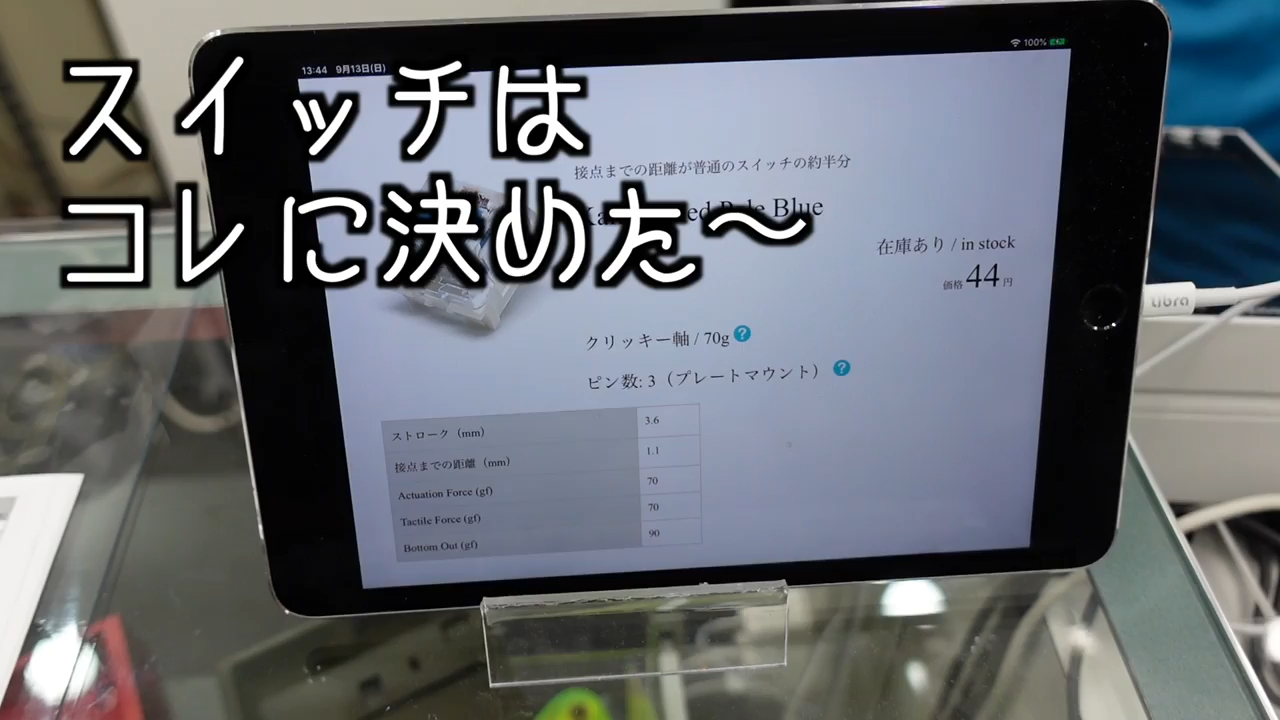 スイッチは
コレに決めた〜
13:44 9月13日(日)
100%
接点までの距離が普通のスイッチの約半分
Blue
在庫あり / in stock
価格 44 円
クリッキー軸 / 70g ?
ピン数: 3（プレートマウント） ?
ストローク（mm） 3.6
接点までの距離（mm） 1.1
Actuation Force (gf) 70
Tactile Force (gf) 70
Bottom Out (gf) 90
Libra